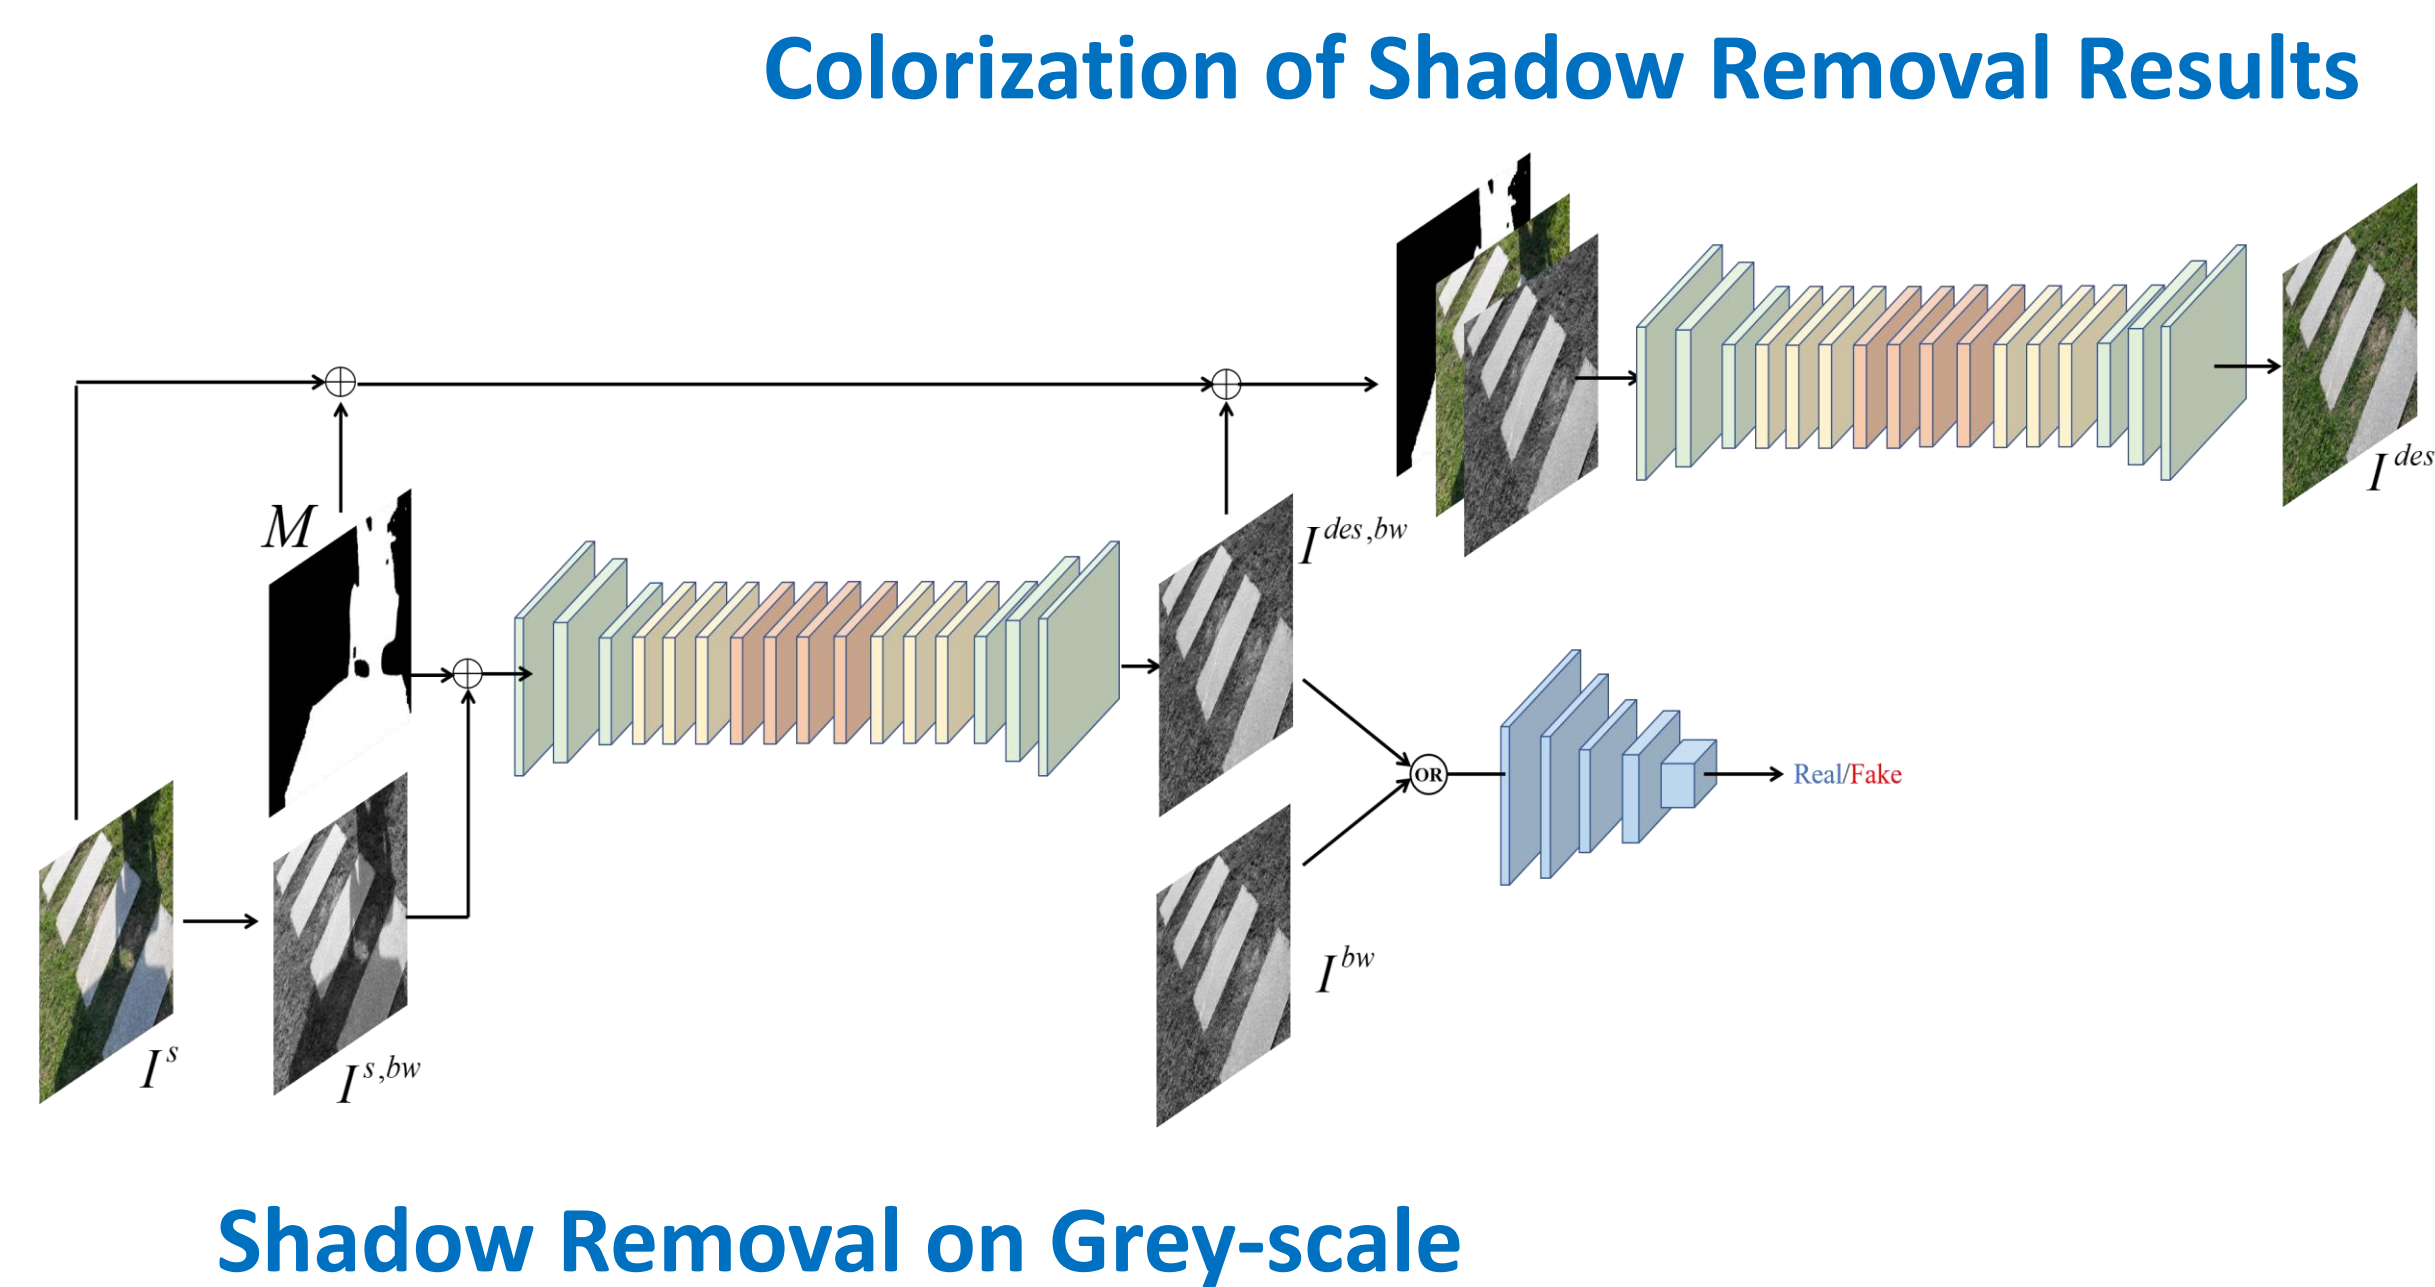 Colorization of Shadow Removal Results
M
I^{des}
I^{des,bw}
OR
Real/Fake
I^{bw}
I^{s}
I^{s,bw}
Shadow Removal on Grey-scale